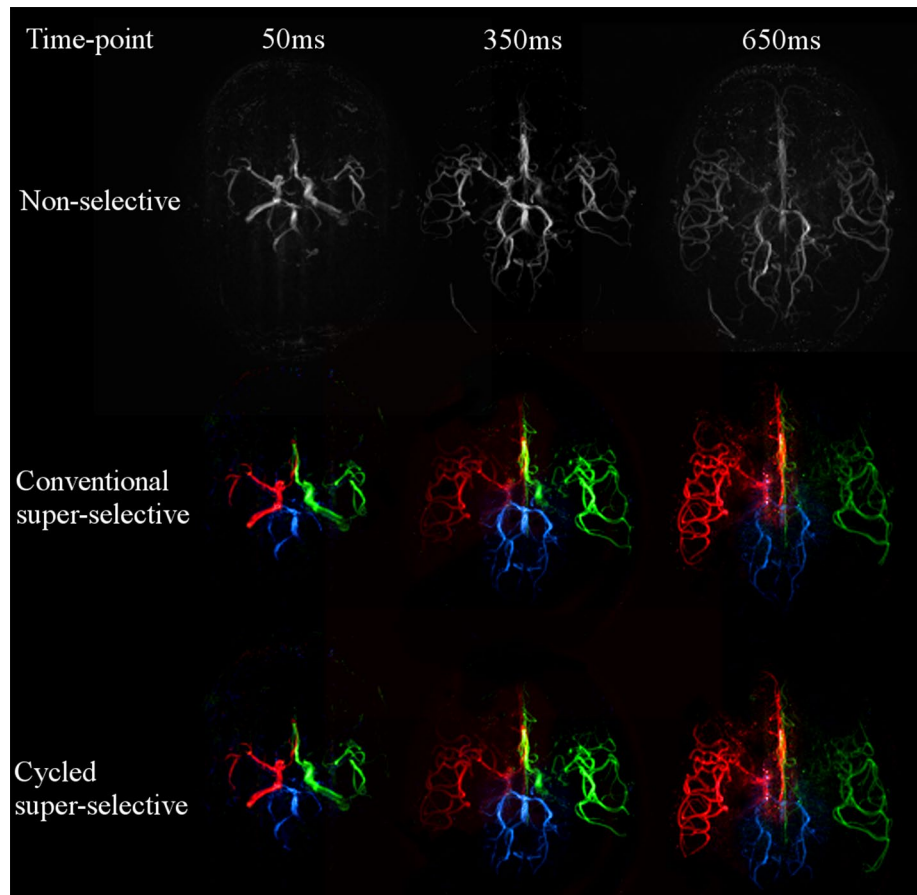 Time-point 50ms 350ms 650ms
Non-selective
Conventional
super-selective
Cycled
super-selective